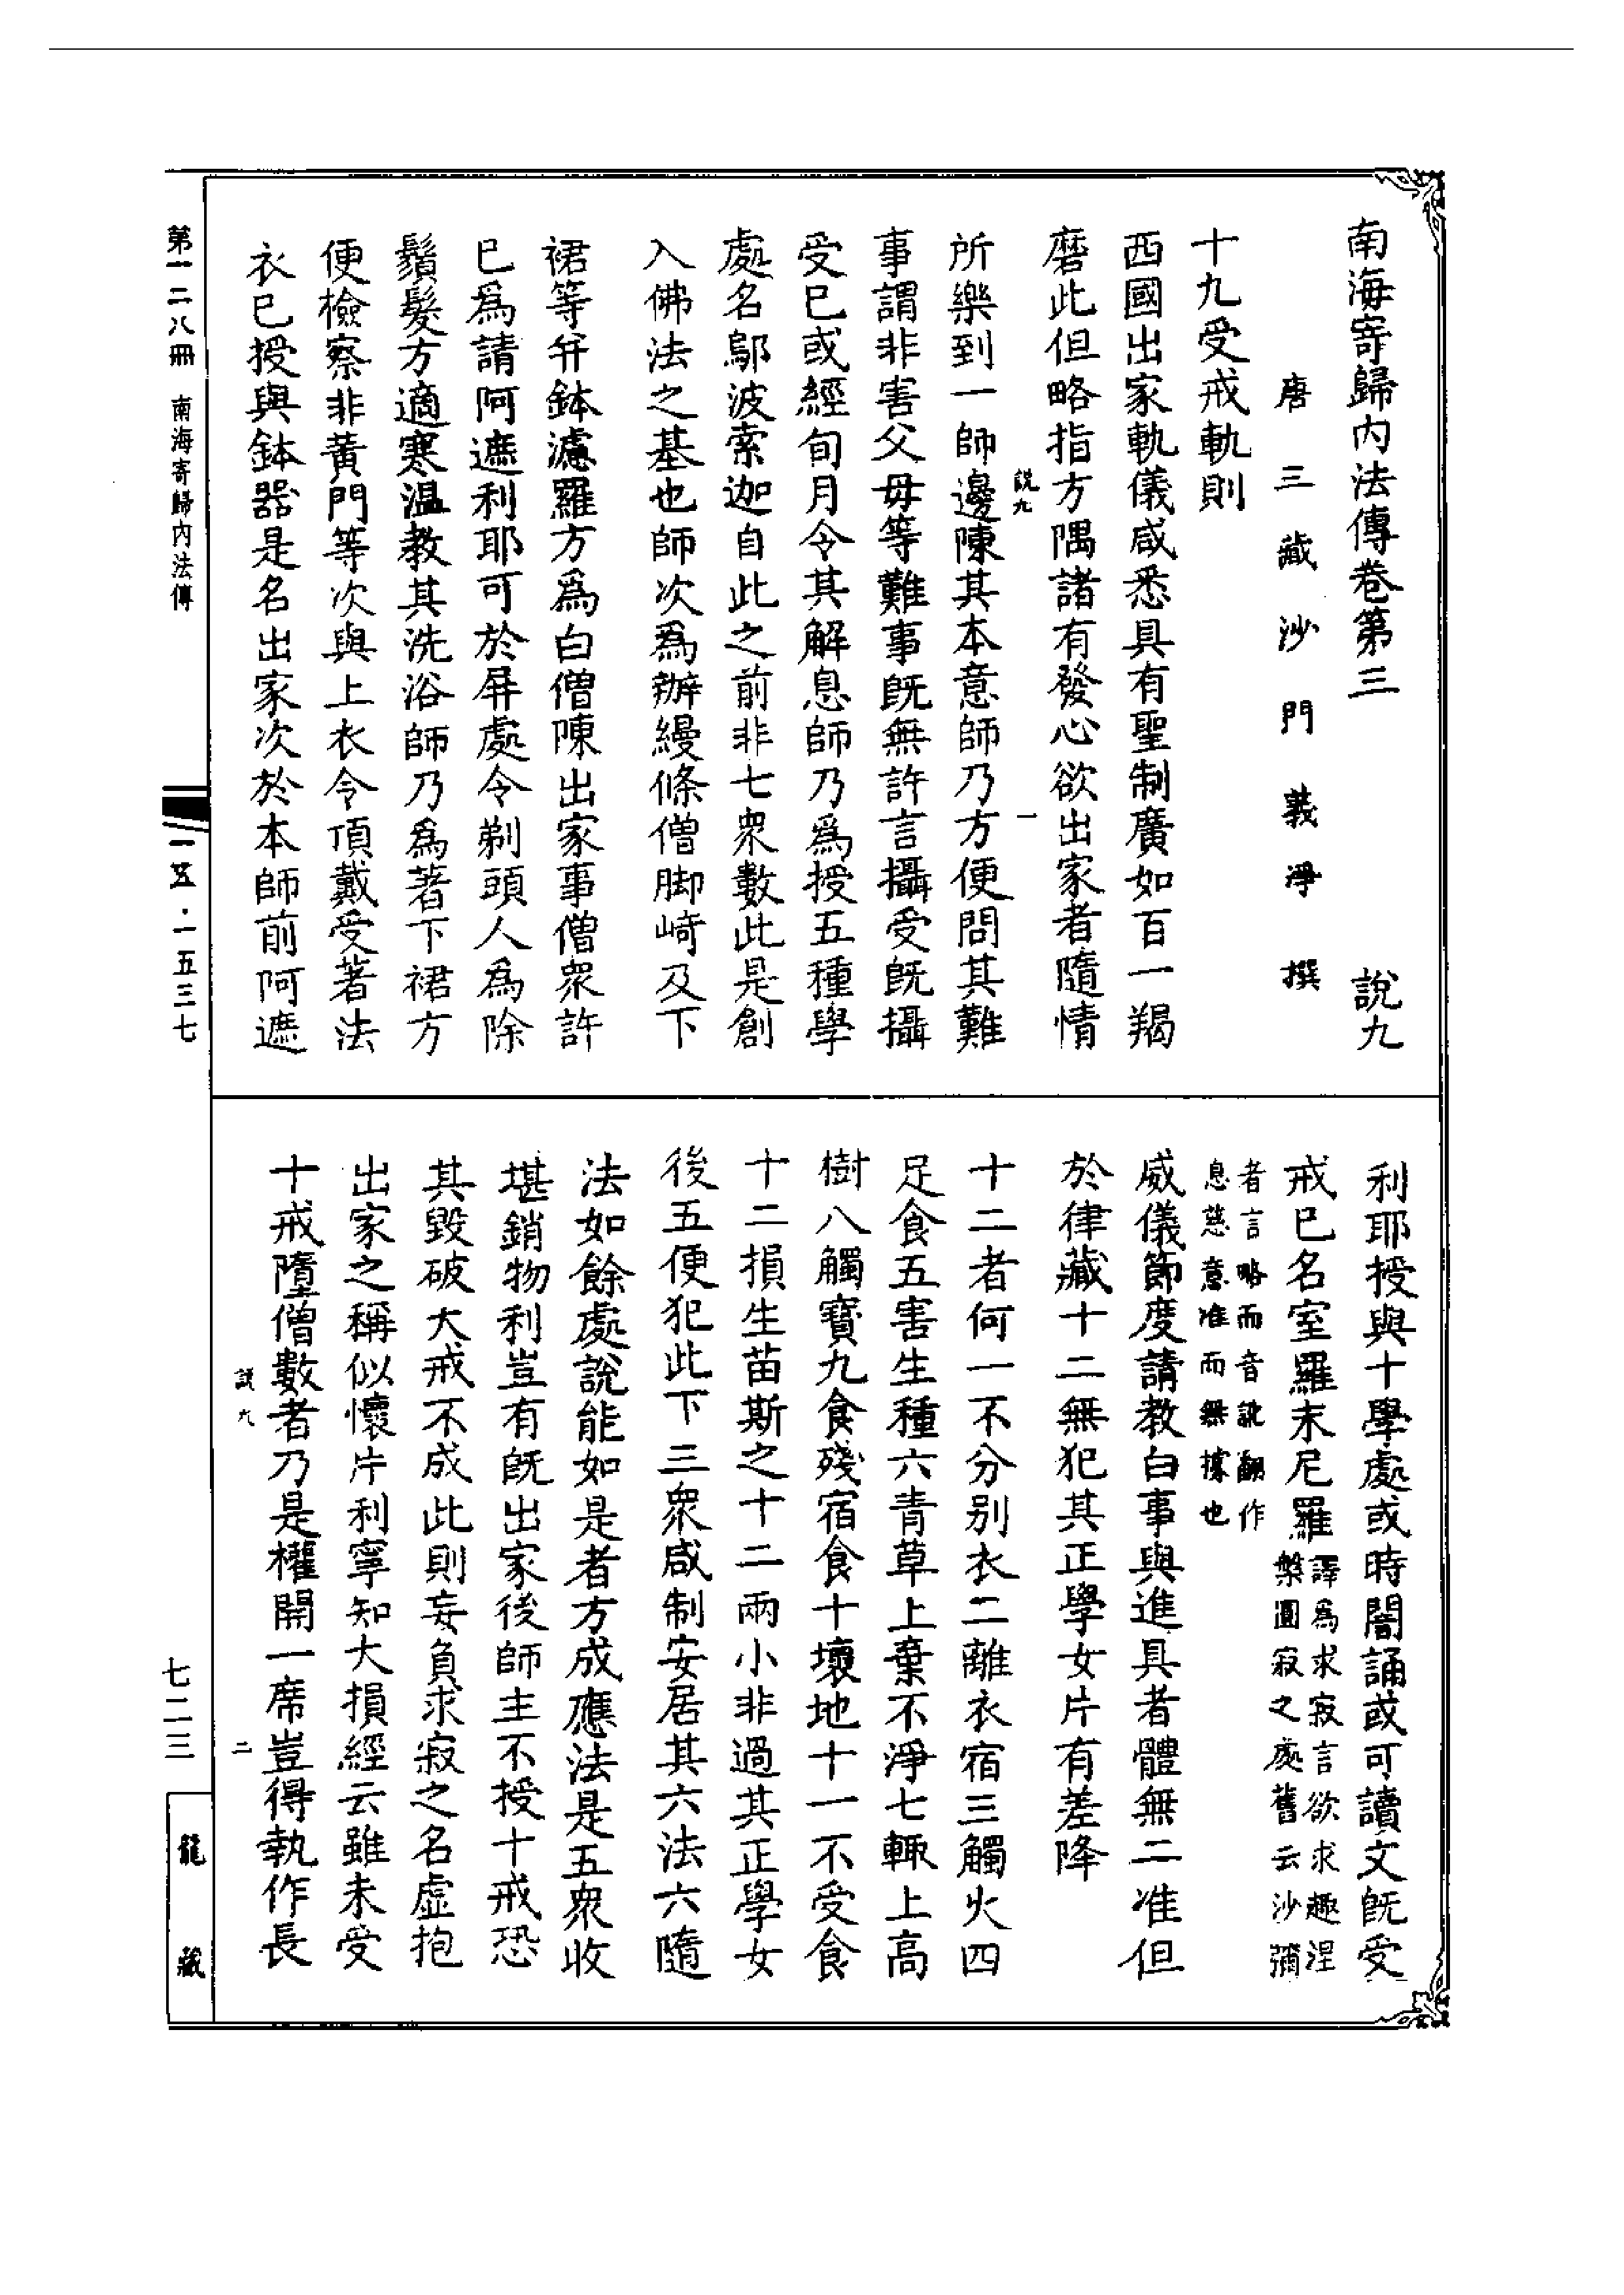 南海寄歸内法傳卷第三　說九
唐三藏沙門義淨撰
十九受戒軌則
西國出家軌儀咸悉具有聖制廣如百一羯
磨此但略指方隅諸有發心欲出家者隨情
說九　一
所樂到一師邊陳其本意師乃方便問其難
事謂非害父母等難事旣無許言攝受旣攝
受已或經旬月令其解息師乃爲授五種學
處名鄔波索迦自此之前非七衆數此是創
入佛法之基也師次爲辦縵條僧脚崎及下
裙等并鉢濾羅方爲白僧陳出家事僧衆許
已爲請阿遮利耶可於屏處令剃頭人爲除
鬚髮方適寒温教其洗浴師乃爲著下裙方
便檢察非黄門等次與上衣令頂戴受著法
衣已授與鉢器是名出家次於本師前阿遮
利耶授與十學處或時闇誦或可讀文旣受
戒已名室羅末尼羅譯爲求寂言欲求趣涅
槃圓寂之處舊云沙彌
者言略而音訛翻作
息慈意准而無據也
威儀節度請教白事與進具者體無二准但
於律藏十二無犯其正學女片有差降
十二者何一不分别衣二離衣宿三觸火四
足食五害生種六青草上棄不淨七輙上高
樹八觸寶九食殘宿食十壞地十一不受食
十二損生苗斯之十二兩小非過其正學女
後五便犯此下三衆咸制安居其六法六隨
法如餘處說能如是者方成應法是五衆收
堪銷物利豈有旣出家後師主不授十戒恐
其毀破大戒不成此則妄負求寂之名虚抱
出家之稱似懷片利寧知大損經云雖未受
十戒墮僧數者乃是權開一席豈得執作長
說九　二
第一二八冊　南海寄歸内法傳
一五·一五三七
七二三
龍藏